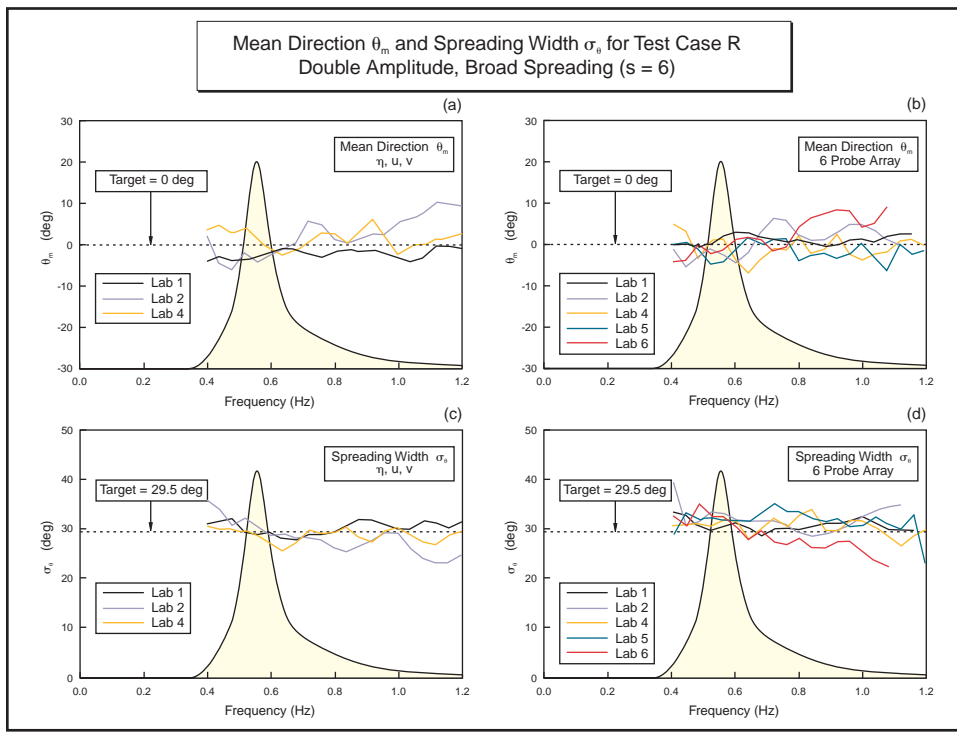 Mean Direction θm and Spreading Width σθ for Test Case R
Double Amplitude, Broad Spreading (s = 6)
(a)
30
20
10
0
-10
-20
-30
θm (deg)
Mean Direction θm
η, u, v
Target = 0 deg
Lab 1
Lab 2
Lab 4
0.0 0.2 0.4 0.6 0.8 1.0 1.2
Frequency (Hz)
(b)
30
20
10
0
-10
-20
-30
θm (deg)
Mean Direction θm
6 Probe Array
Target = 0 deg
Lab 1
Lab 2
Lab 4
Lab 5
Lab 6
0.0 0.2 0.4 0.6 0.8 1.0 1.2
Frequency (Hz)
(c)
50
40
30
20
10
0
σθ (deg)
Spreading Width σθ
η, u, v
Target = 29.5 deg
Lab 1
Lab 2
Lab 4
0.0 0.2 0.4 0.6 0.8 1.0 1.2
Frequency (Hz)
(d)
50
40
30
20
10
0
σθ (deg)
Spreading Width σθ
6 Probe Array
Target = 29.5 deg
Lab 1
Lab 2
Lab 4
Lab 5
Lab 6
0.0 0.2 0.4 0.6 0.8 1.0 1.2
Frequency (Hz)